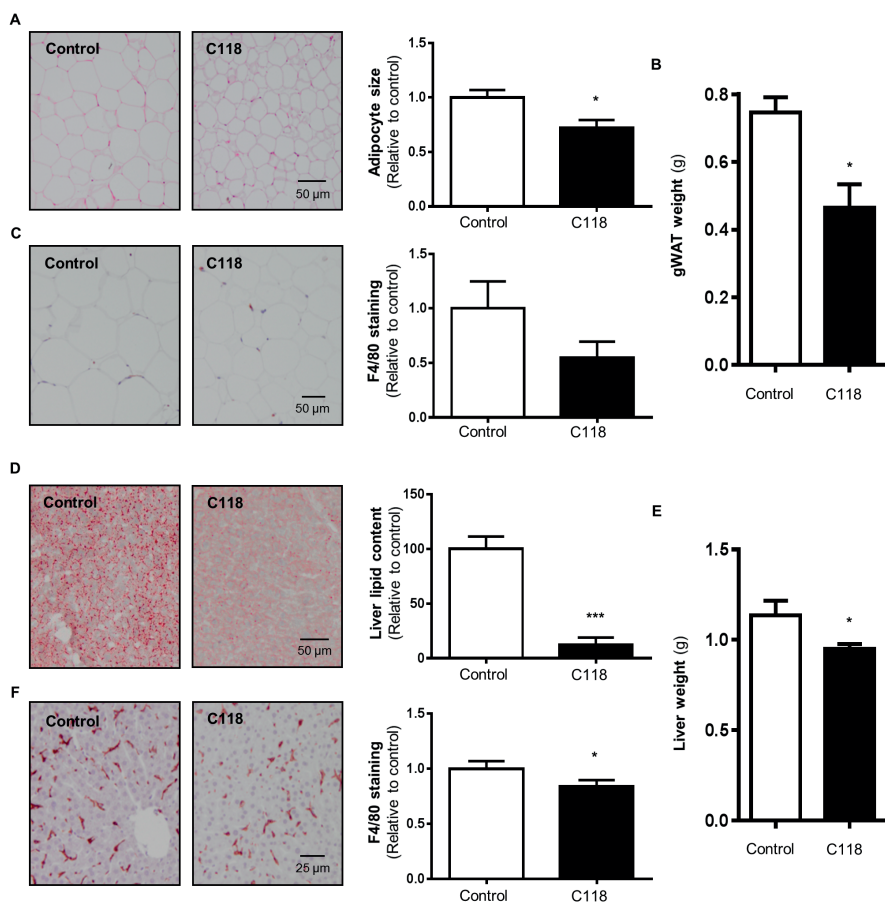 A
Control
C118
50 µm
Adipocyte size
(Relative to control)
1.5
1.0
0.5
0.0
*
Control
C118
B
gWAT weight (g)
0.8
0.6
0.4
0.2
0.0
*
Control
C118
C
Control
C118
50 µm
F4/80 staining
(Relative to control)
1.5
1.0
0.5
0.0
Control
C118
D
Control
C118
50 µm
Liver lipid content
(Relative to control)
150
100
50
0
***
Control
C118
E
Liver weight (g)
1.5
1.0
0.5
0.0
*
Control
C118
F
Control
C118
25 µm
F4/80 staining
(Relative to control)
1.5
1.0
0.5
0.0
*
Control
C118